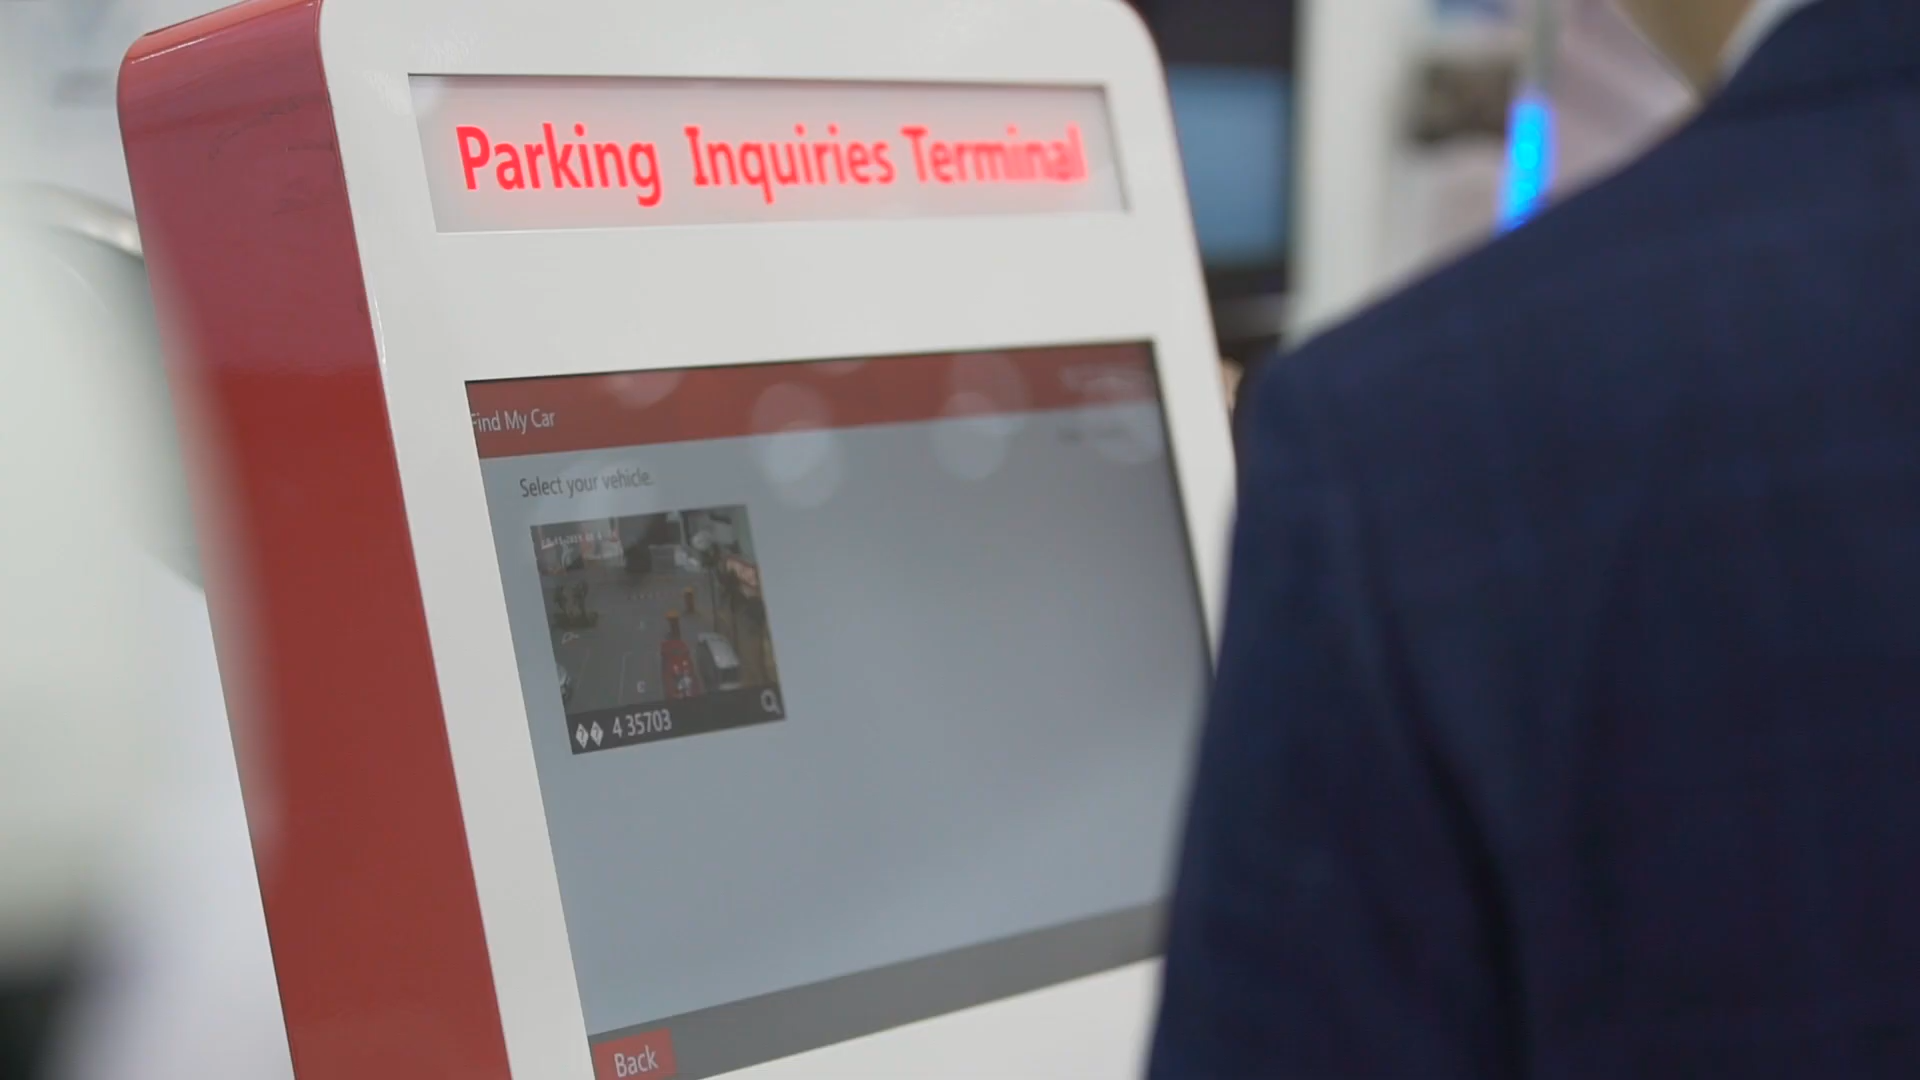 Parking Inquiries Terminal
Find My Car
Select your vehicle.
�� 4 35703
Back